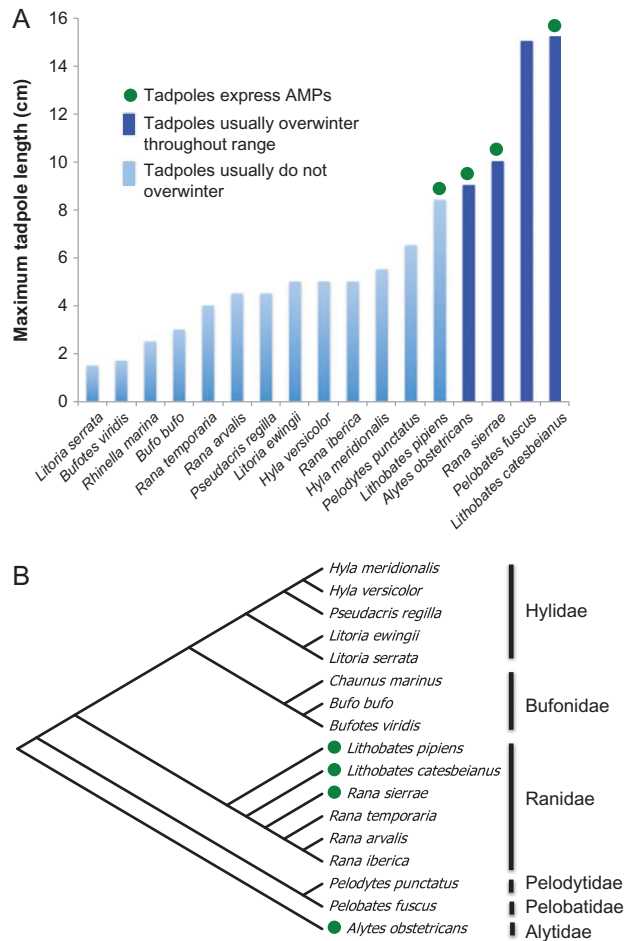 A
Maximum tadpole length (cm)
16
14
12
10
8
6
4
2
0
Tadpoles express AMPs
Tadpoles usually overwinter
throughout range
Tadpoles usually do not
overwinter
Litoria serrata
Bufotes viridis
Rhinella marina
Bufo bufo
Rana temporaria
Rana arvalis
Pseudacris regilla
Litoria ewingii
Hyla versicolor
Rana iberica
Hyla meridionalis
Pelodytes punctatus
Lithobates pipiens
Alytes obstetricans
Rana sierrae
Pelobates fuscus
Lithobates catesbeianus
B
Hyla meridionalis
Hyla versicolor
Pseudacris regilla
Litoria ewingii
Litoria serrata
Hylidae
Chaunus marinus
Bufo bufo
Bufotes viridis
Bufonidae
Lithobates pipiens
Lithobates catesbeianus
Rana sierrae
Rana temporaria
Rana arvalis
Rana iberica
Ranidae
Pelodytes punctatus
Pelodytidae
Pelobates fuscus
Pelobatidae
Alytes obstetricans
Alytidae